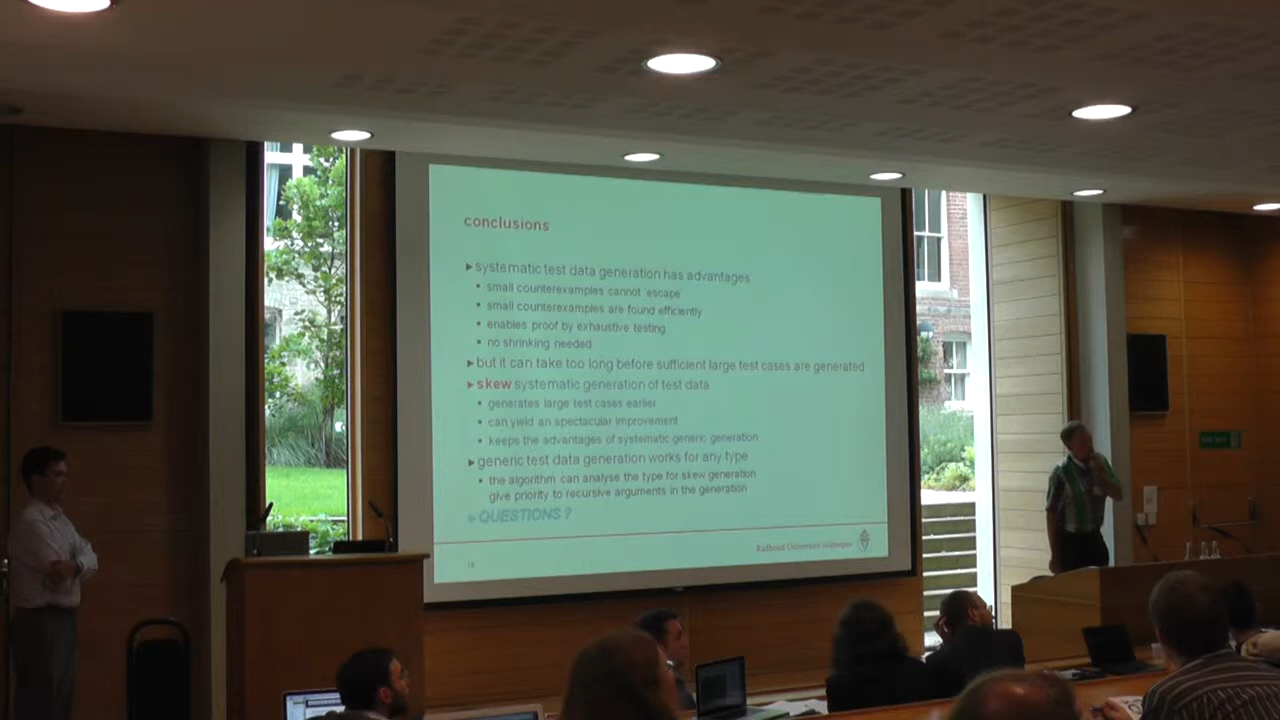 conclusions
►systematic test data generation has advantages
▪ small counterexamples cannot 'escape'
▪ small counterexamples are found efficiently
▪ enables proof by exhaustive testing
▪ no shrinking needed
►but it can take too long before sufficient large test cases are generated
►skew systematic generation of test data
▪ generates large test cases earlier
▪ can yield an spectacular improvement
▪ keeps the advantages of systematic generic generation
►generic test data generation works for any type
▪ the algorithm can analyse the type for skew generation
give priority to recursive arguments in the generation
►QUESTIONS ?
Radboud University Nijmegen